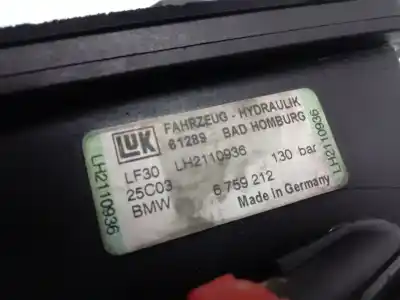 LUK
FAHRZEUG - HYDRAULIK
61289 BAD HOMBURG
LF30 LH2110936 130 bar
25C03
BMW 6 759 212
Made in Germany
LH2110936
LH2110936